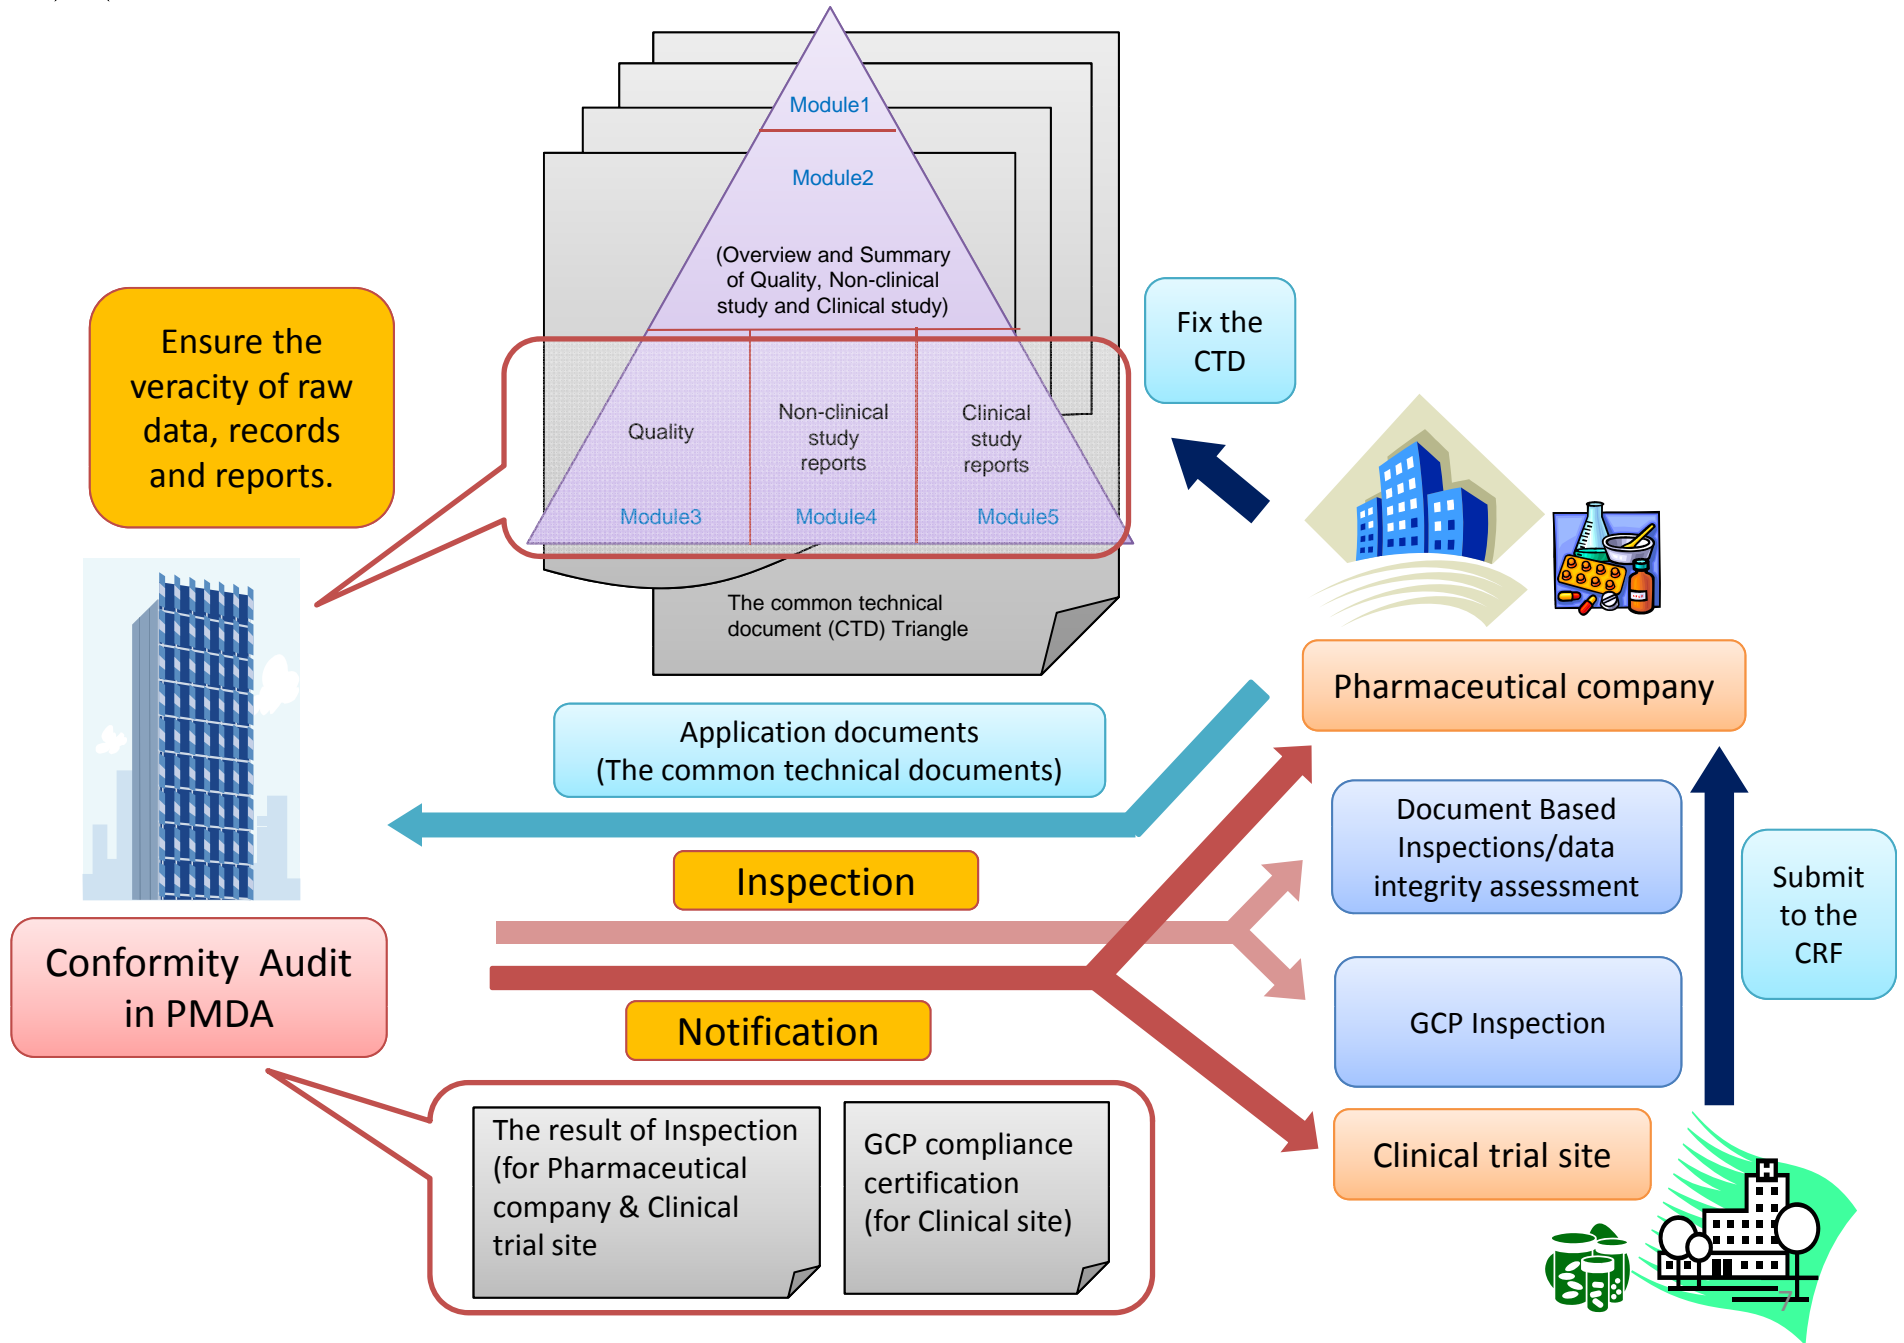 Module1
Module2
(Overview and Summary
of Quality, Non-clinical
study and Clinical study)
Quality
Non-clinical
study
reports
Clinical
study
reports
Module3
Module4
Module5
The common technical
document (CTD) Triangle
Ensure the
veracity of raw
data, records
and reports.
Fix the
CTD
Pharmaceutical company
Application documents
(The common technical documents)
Document Based
Inspections/data
integrity assessment
Inspection
Submit
to the
CRF
Conformity Audit
in PMDA
GCP Inspection
Notification
The result of Inspection
(for Pharmaceutical
company & Clinical
trial site
GCP compliance
certification
(for Clinical site)
Clinical trial site
H
7